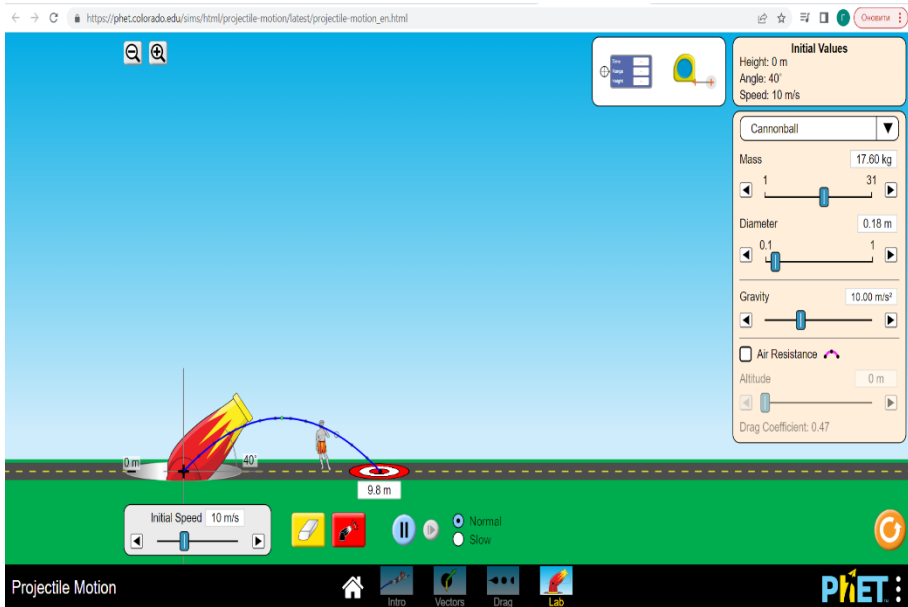 https://phet.colorado.edu/sims/html/projectile-motion/latest/projectile-motion_en.html
Г
Оновити
Time
Range
Height
Initial Values
Height: 0 m
Angle: 40°
Speed: 10 m/s
Cannonball
Mass
17.60 kg
1
31
Diameter
0.18 m
0.1
1
Gravity
10.00 m/s²
Air Resistance
Altitude
0 m
Drag Coefficient: 0.47
0 m
40°
9.8 m
Initial Speed 10 m/s
Normal
Slow
Projectile Motion
Intro
Vectors
Drag
Lab
PhET